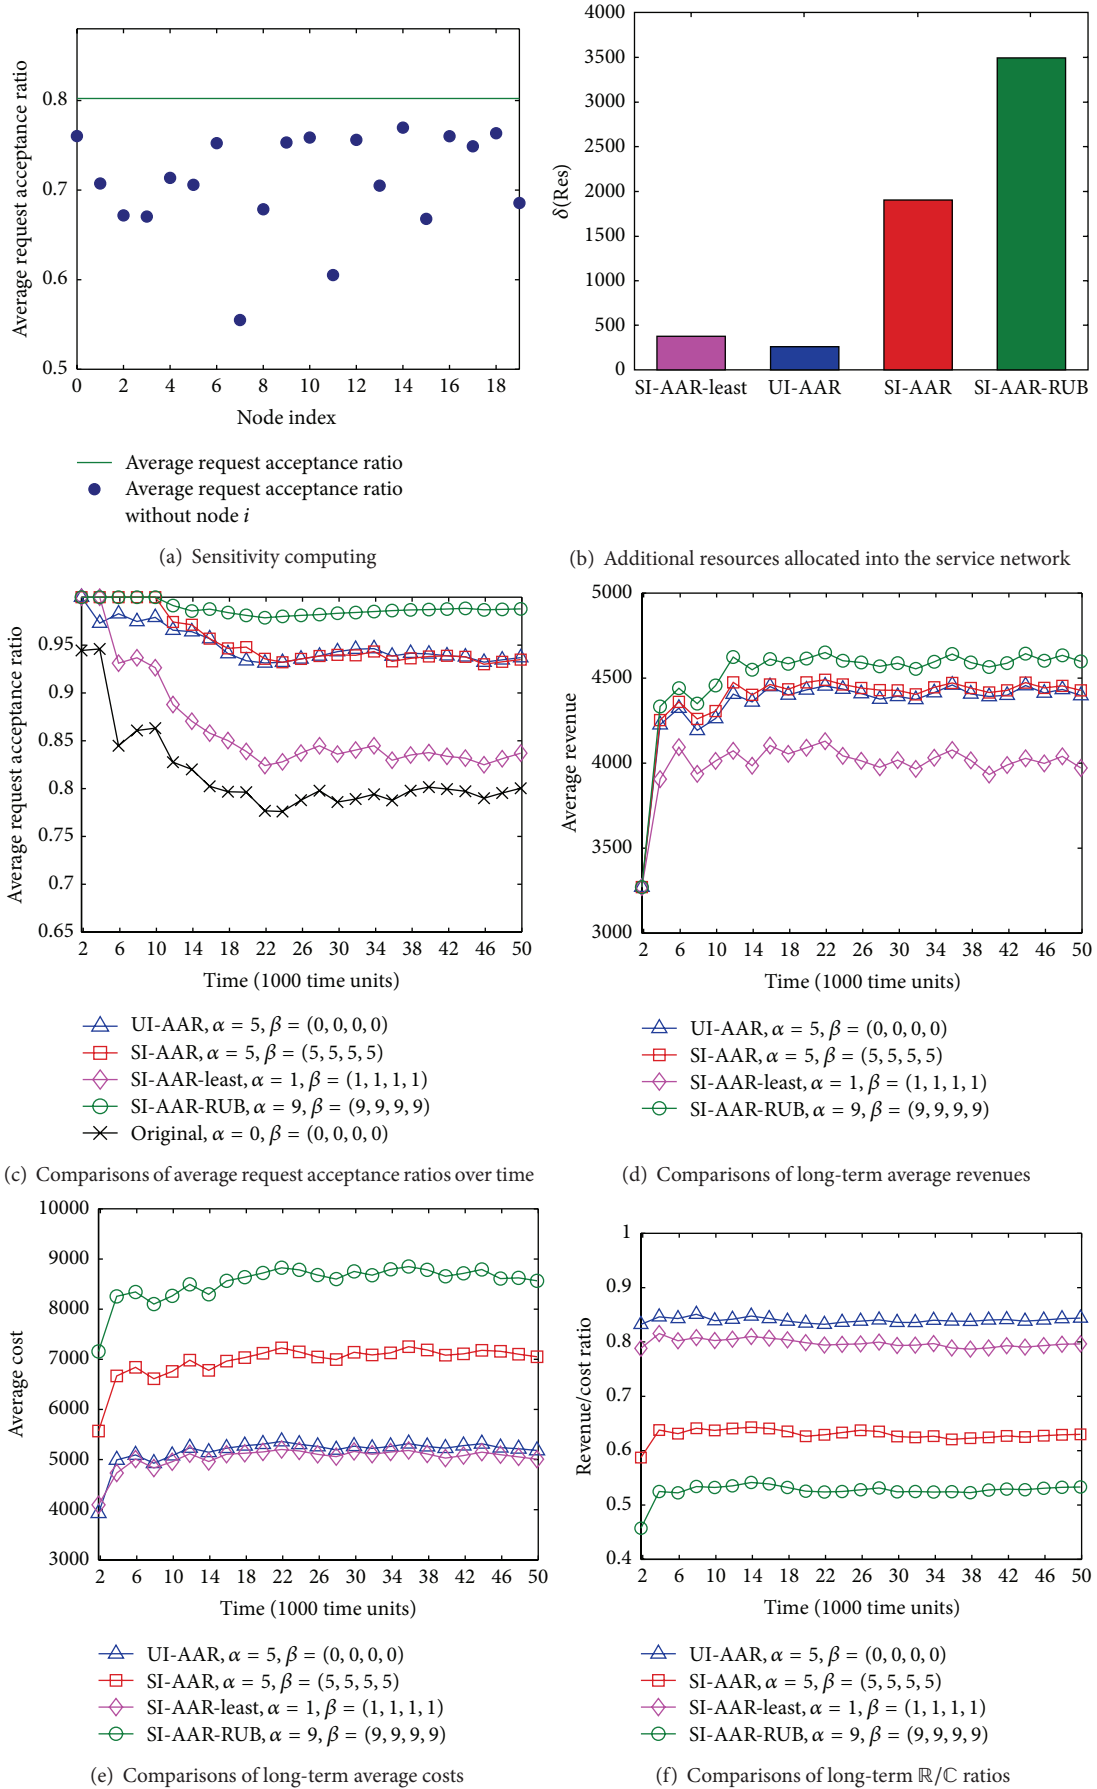 0.8
0.7
0.6
0.5
Average request acceptance ratio
0 2 4 6 8 10 12 14 16 18
Node index
Average request acceptance ratio
Average request acceptance ratio
without node i
(a) Sensitivity computing
4000
3500
3000
2500
2000
1500
1000
500
0
δ(Res)
SI-AAR-least UI-AAR SI-AAR SI-AAR-RUB
(b) Additional resources allocated into the service network
0.95
0.9
0.85
0.8
0.75
0.7
0.65
Average request acceptance ratio
2 6 10 14 18 22 26 30 34 38 42 46 50
Time (1000 time units)
UI-AAR, α = 5, β = (0, 0, 0, 0)
SI-AAR, α = 5, β = (5, 5, 5, 5)
SI-AAR-least, α = 1, β = (1, 1, 1, 1)
SI-AAR-RUB, α = 9, β = (9, 9, 9, 9)
Original, α = 0, β = (0, 0, 0, 0)
(c) Comparisons of average request acceptance ratios over time
5000
4500
4000
3500
3000
Average revenue
2 6 10 14 18 22 26 30 34 38 42 46 50
Time (1000 time units)
UI-AAR, α = 5, β = (0, 0, 0, 0)
SI-AAR, α = 5, β = (5, 5, 5, 5)
SI-AAR-least, α = 1, β = (1, 1, 1, 1)
SI-AAR-RUB, α = 9, β = (9, 9, 9, 9)
(d) Comparisons of long-term average revenues
10000
9000
8000
7000
6000
5000
4000
3000
Average cost
2 6 10 14 18 22 26 30 34 38 42 46 50
Time (1000 time units)
UI-AAR, α = 5, β = (0, 0, 0, 0)
SI-AAR, α = 5, β = (5, 5, 5, 5)
SI-AAR-least, α = 1, β = (1, 1, 1, 1)
SI-AAR-RUB, α = 9, β = (9, 9, 9, 9)
(e) Comparisons of long-term average costs
1
0.9
0.8
0.7
0.6
0.5
0.4
Revenue/cost ratio
2 6 10 14 18 22 26 30 34 38 42 46 50
Time (1000 time units)
UI-AAR, α = 5, β = (0, 0, 0, 0)
SI-AAR, α = 5, β = (5, 5, 5, 5)
SI-AAR-least, α = 1, β = (1, 1, 1, 1)
SI-AAR-RUB, α = 9, β = (9, 9, 9, 9)
(f) Comparisons of long-term ℝ/ℂ ratios